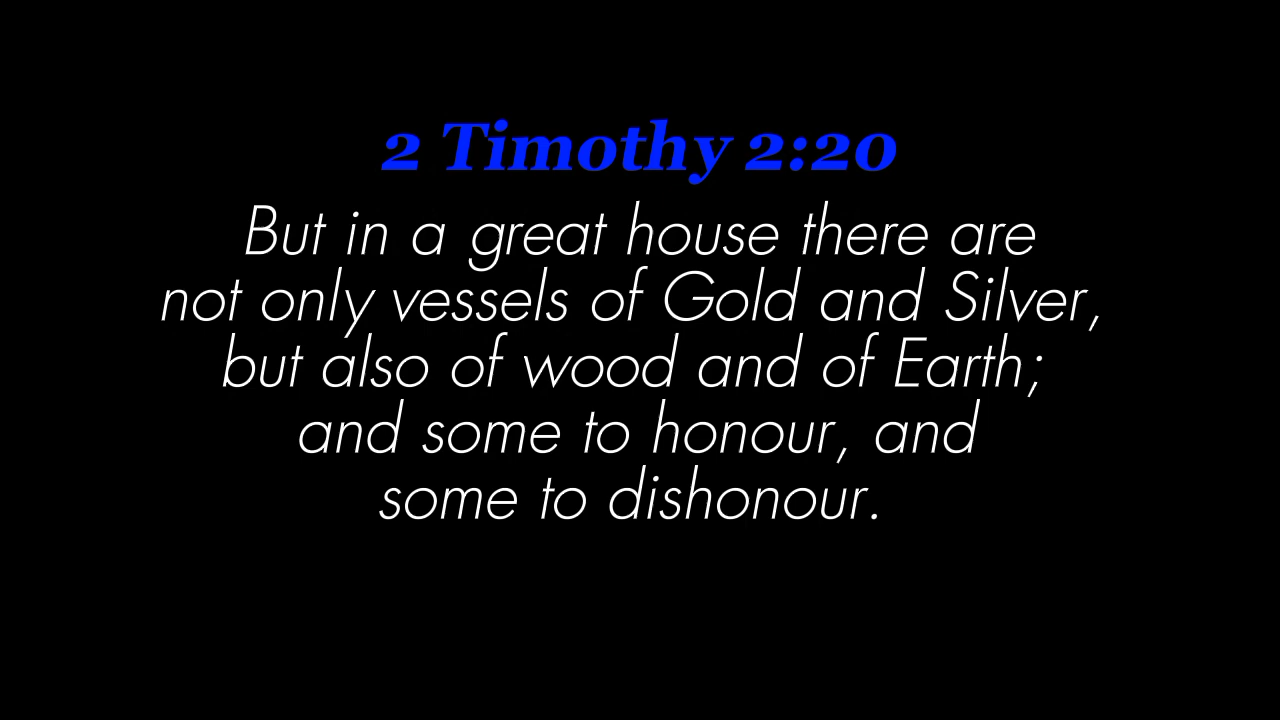 2 Timothy 2:20
But in a great house there are
not only vessels of Gold and Silver,
but also of wood and of Earth;
and some to honour, and
some to dishonour.